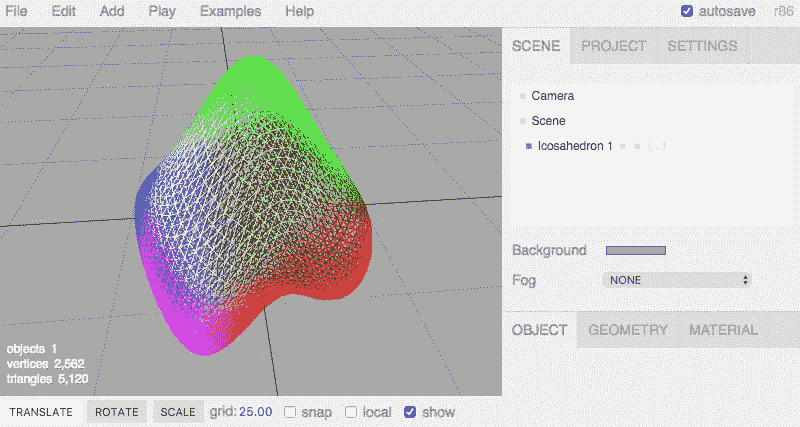 File Edit Add Play Examples Help autosave r86
SCENE PROJECT SETTINGS
Camera
Scene
Icosahedron 1 (...)
Background
Fog NONE
OBJECT GEOMETRY MATERIAL
objects 1
vertices 2,562
triangles 5,120
TRANSLATE ROTATE SCALE grid: 25.00 snap local show